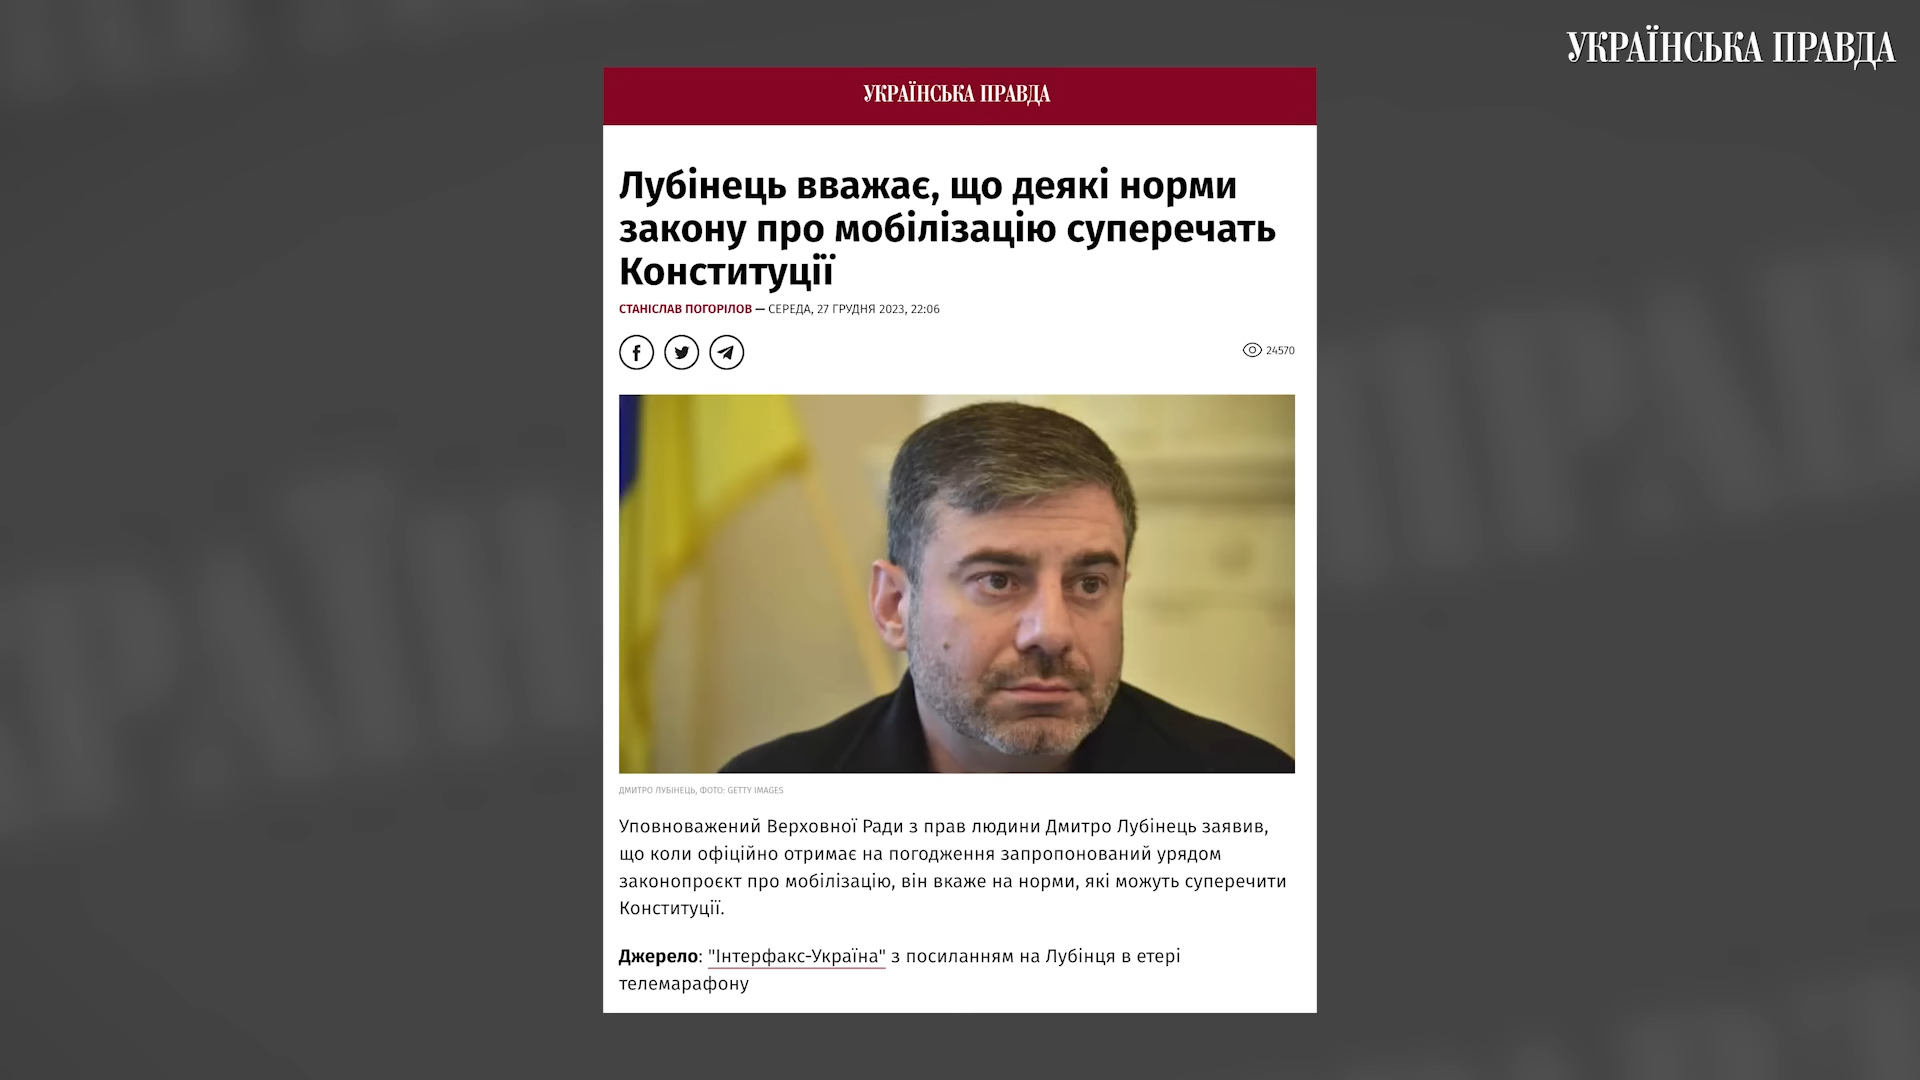 УКРАЇНСЬКА ПРАВДА
УКРАЇНСЬКА ПРАВДА
Лубінець вважає, що деякі норми
закону про мобілізацію суперечать
Конституції
СТАНІСЛАВ ПОГОРІЛОВ — СЕРЕДА, 27 ГРУДНЯ 2023, 22:06
24570
ДМИТРО ЛУБІНЕЦЬ, ФОТО: GETTY IMAGES
Уповноважений Верховної Ради з прав людини Дмитро Лубінець заявив,
що коли офіційно отримає на погодження запропонований урядом
законопроєкт про мобілізацію, він вкаже на норми, які можуть суперечити
Конституції.
Джерело: "Інтерфакс-Україна" з посиланням на Лубінця в етері
телемарафону